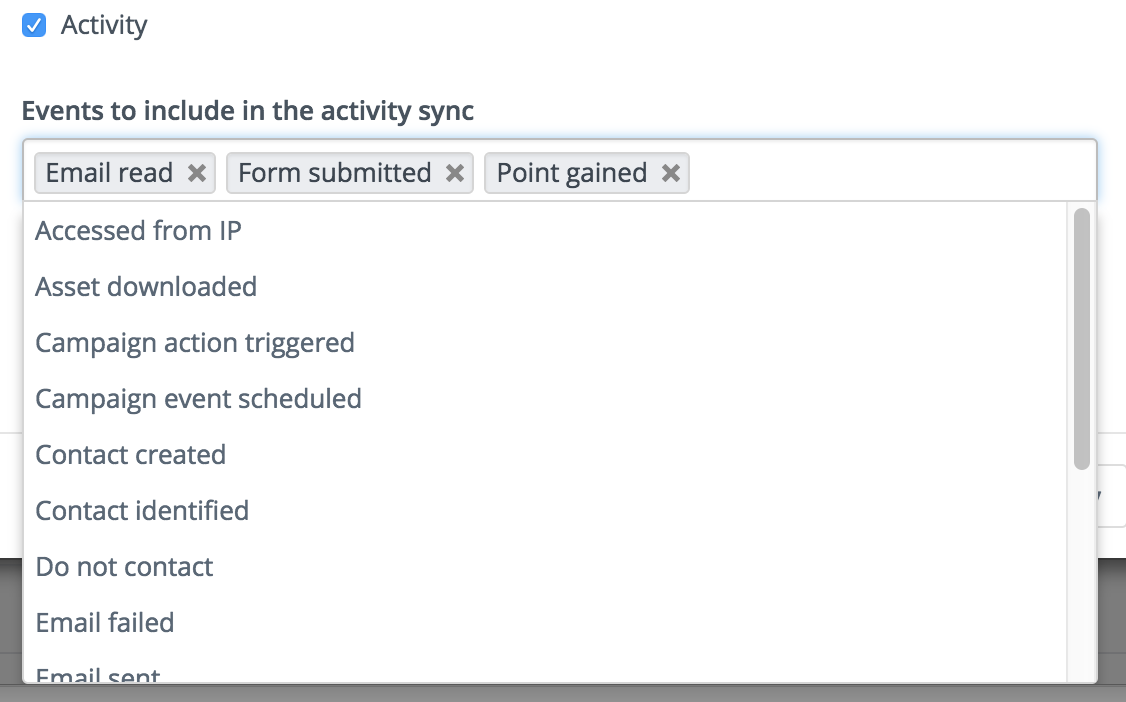 Activity
Events to include in the activity sync
Email read Form submitted Point gained
Accessed from IP
Asset downloaded
Campaign action triggered
Campaign event scheduled
Contact created
Contact identified
Do not contact
Email failed
Email sent